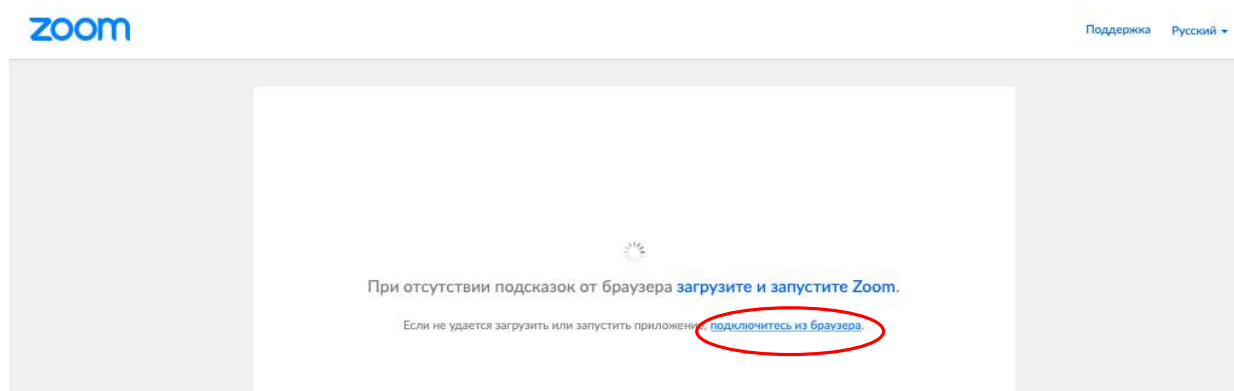 zoom
Поддержка Русский
При отсутствии подсказок от браузера загрузите и запустите Zoom.
Если не удается загрузить или запустить приложение, подключитесь из браузера.